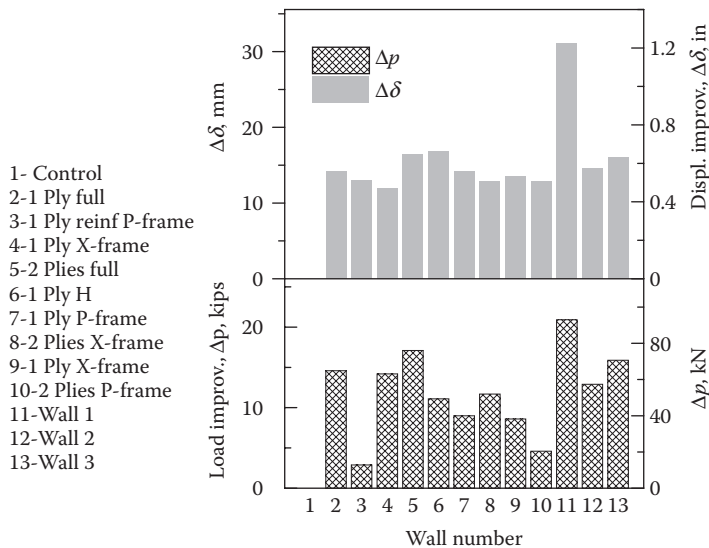 1- Control
2-1 Ply full
3-1 Ply reinf P-frame
4-1 Ply X-frame
5-2 Plies full
6-1 Ply H
7-1 Ply P-frame
8-2 Plies X-frame
9-1 Ply X-frame
10-2 Plies P-frame
11-Wall 1
12-Wall 2
13-Wall 3
Δδ, mm
30
20
10
0
Δp
Δδ
1.2
0.8
0.4
0
Displ. improv., Δδ, in
Load improv., Δp, kips
20
10
0
80
40
0
Δp, kN
1 2 3 4 5 6 7 8 9 10 11 12 13
Wall number